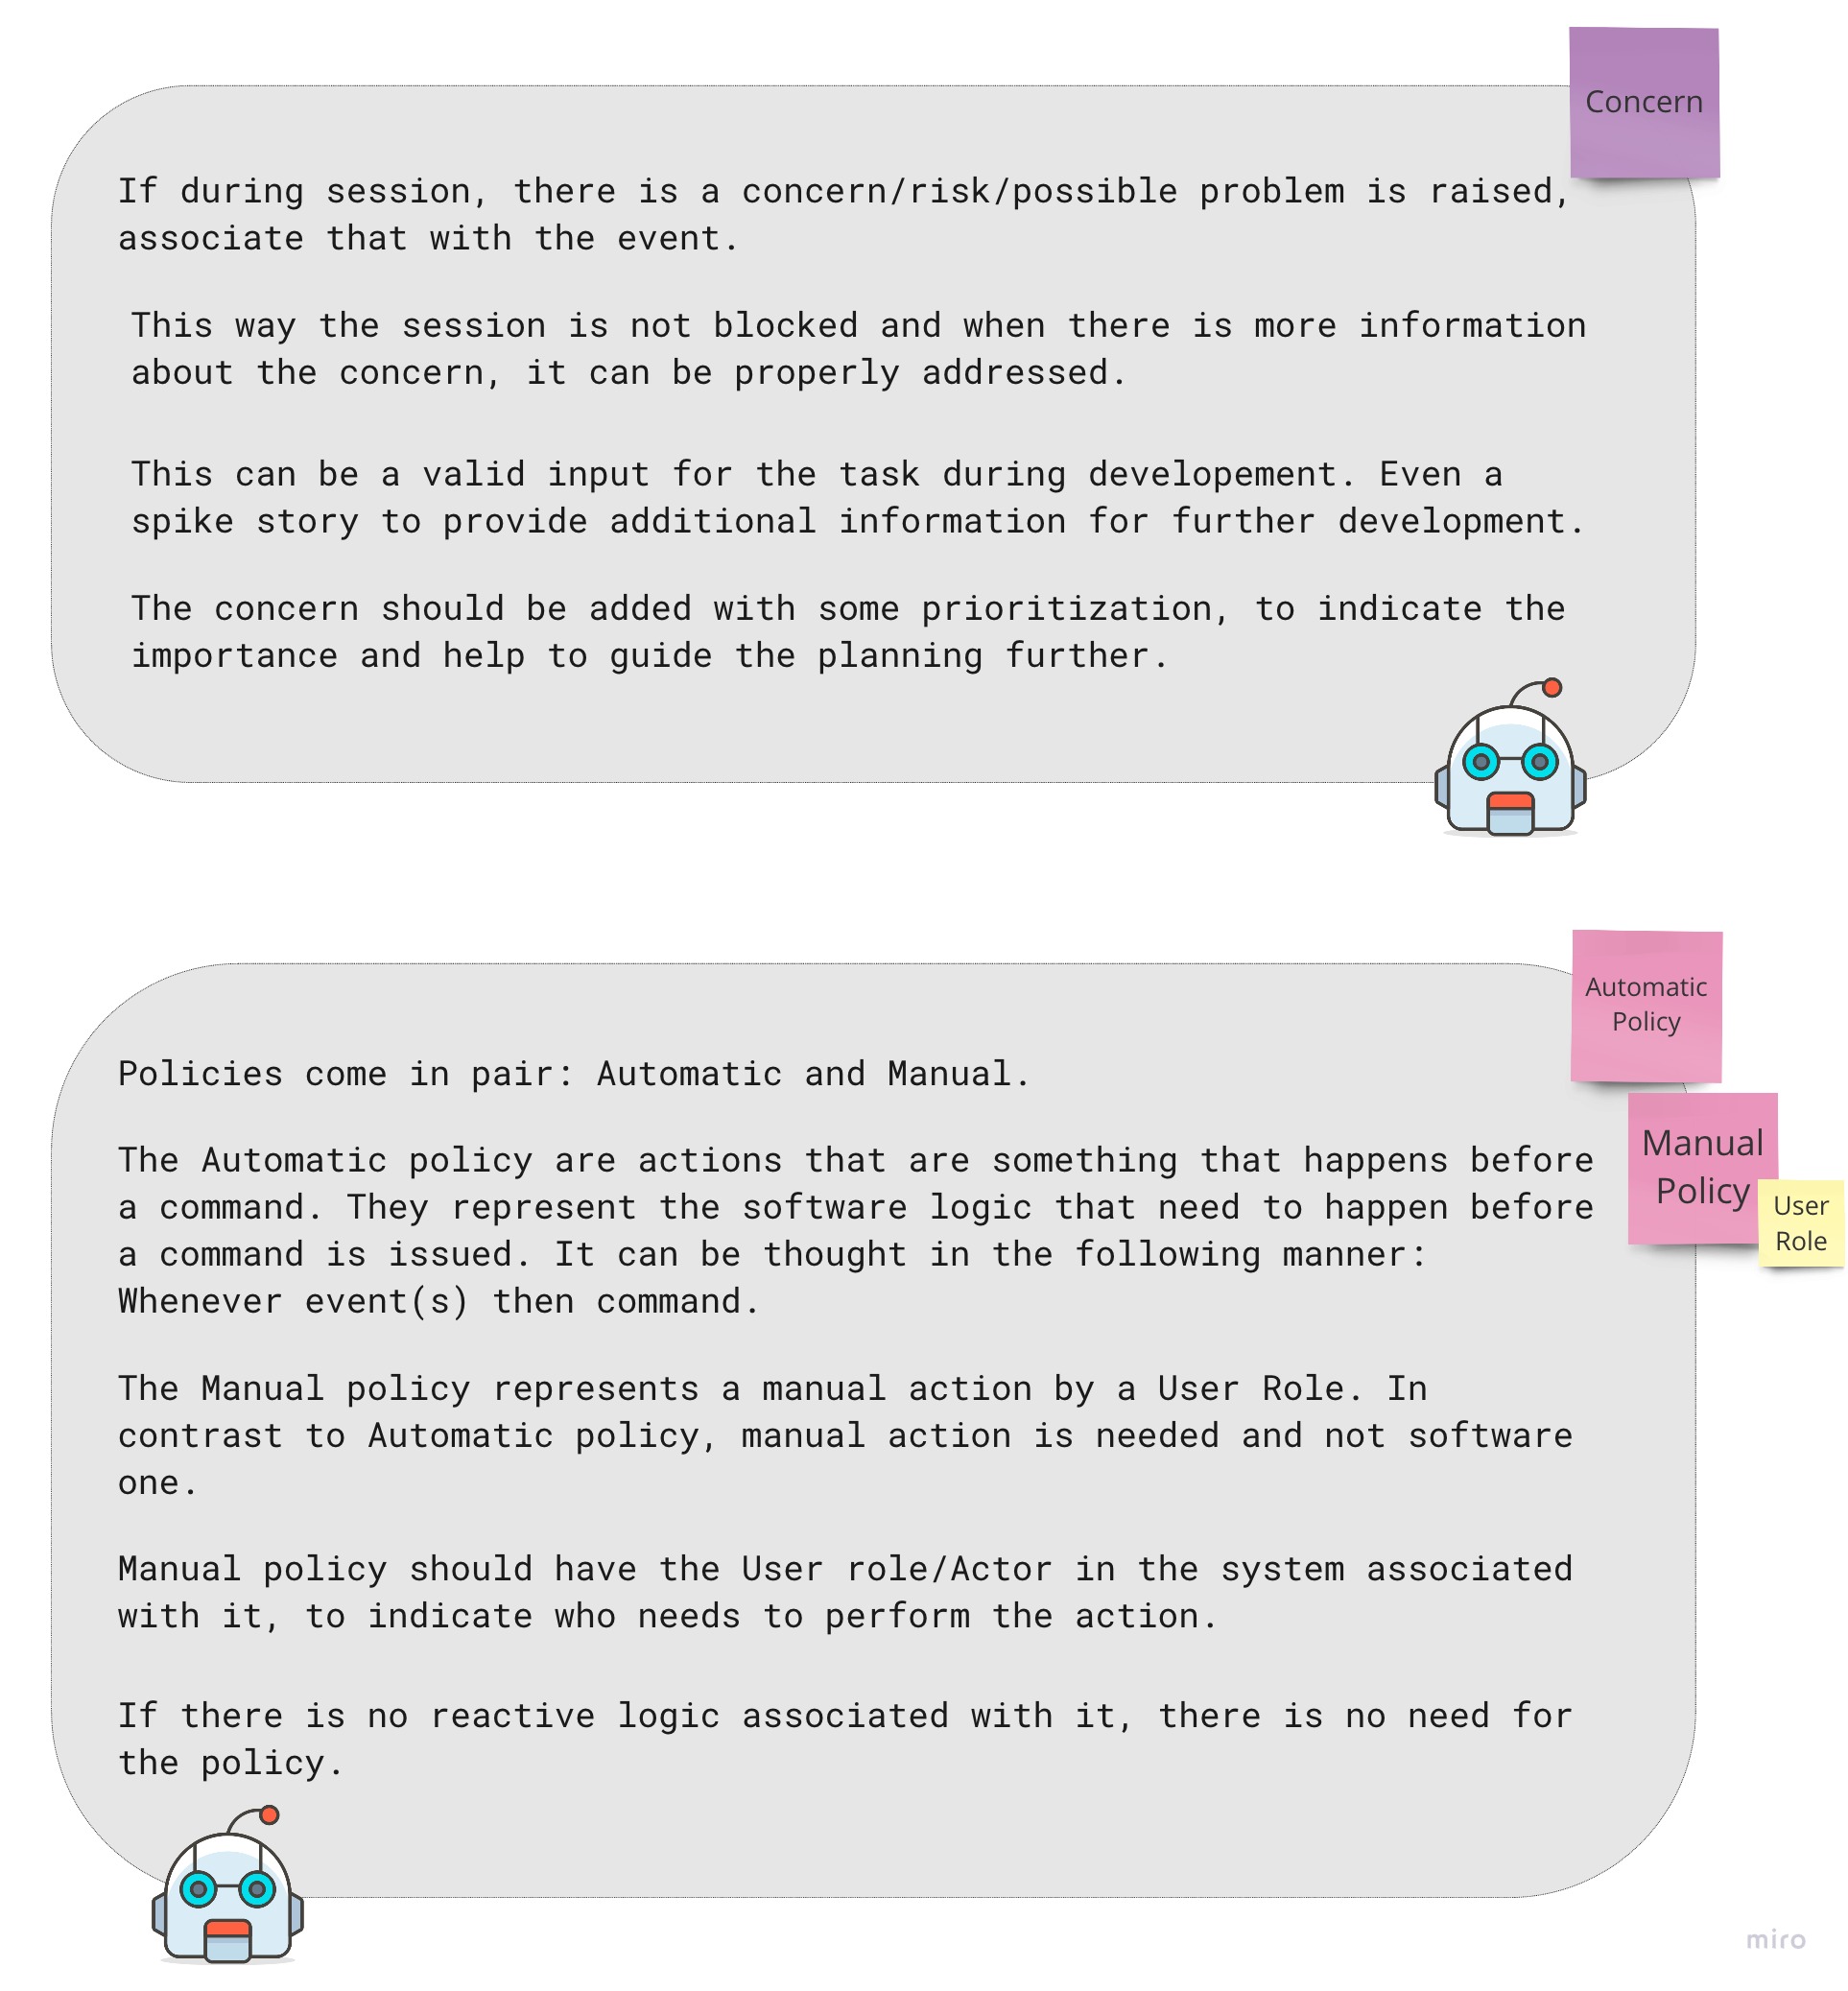 Concern
If during session, there is a concern/risk/possible problem is raised,
associate that with the event.
This way the session is not blocked and when there is more information
about the concern, it can be properly addressed.
This can be a valid input for the task during developement. Even a
spike story to provide additional information for further development.
The concern should be added with some prioritization, to indicate the
importance and help to guide the planning further.
Automatic
Policy
Policies come in pair: Automatic and Manual.
Manual
Policy
User
Role
The Automatic policy are actions that are something that happens before
a command. They represent the software logic that need to happen before
a command is issued. It can be thought in the following manner:
Whenever event(s) then command.
The Manual policy represents a manual action by a User Role. In
contrast to Automatic policy, manual action is needed and not software
one.
Manual policy should have the User role/Actor in the system associated
with it, to indicate who needs to perform the action.
If there is no reactive logic associated with it, there is no need for
the policy.
miro